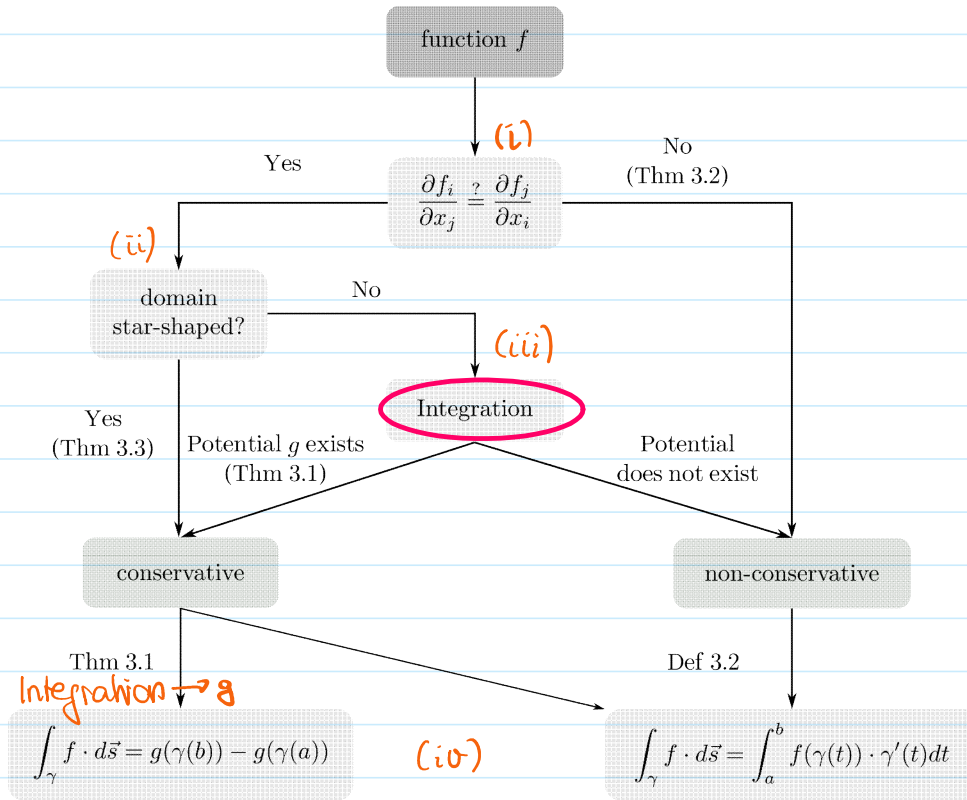 function f
(i)
Yes
No
(Thm 3.2)
∂f_i/∂x_j ?= ∂f_j/∂x_i
(ii)
domain
star-shaped?
No
(iii)
Integration
Yes
(Thm 3.3)
Potential g exists
(Thm 3.1)
Potential
does not exist
conservative
non-conservative
Thm 3.1
Def 3.2
Integration → g
∫_γ f · ds⃗ = g(γ(b)) − g(γ(a))
(iv)
∫_γ f · ds⃗ = ∫_a^b f(γ(t)) · γ′(t)dt